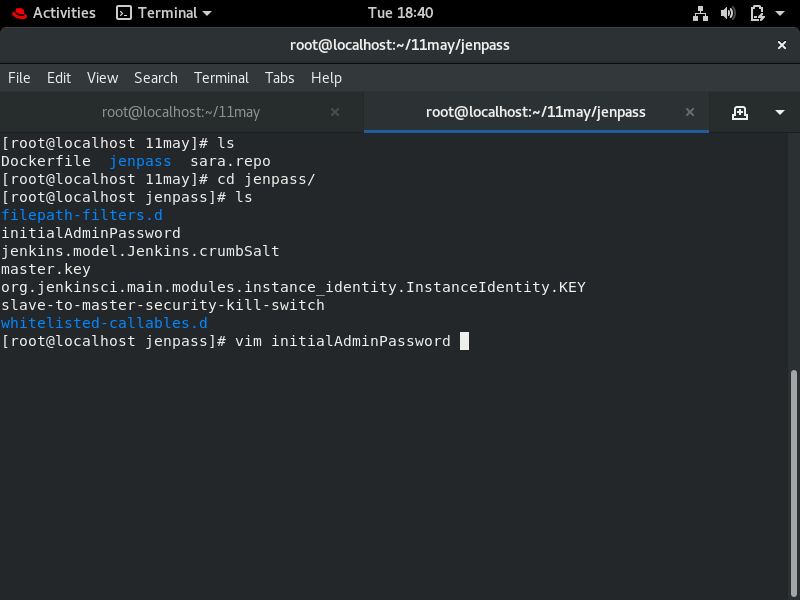 Activities Terminal Tue 18:40
root@localhost:~/11may/jenpass
File Edit View Search Terminal Tabs Help
root@localhost:~/11may root@localhost:~/11may/jenpass
[root@localhost 11may]# ls
Dockerfile  jenpass  sara.repo
[root@localhost 11may]# cd jenpass/
[root@localhost jenpass]# ls
filepath-filters.d
initialAdminPassword
jenkins.model.Jenkins.crumbSalt
master.key
org.jenkinsci.main.modules.instance_identity.InstanceIdentity.KEY
slave-to-master-security-kill-switch
whitelisted-callables.d
[root@localhost jenpass]# vim initialAdminPassword